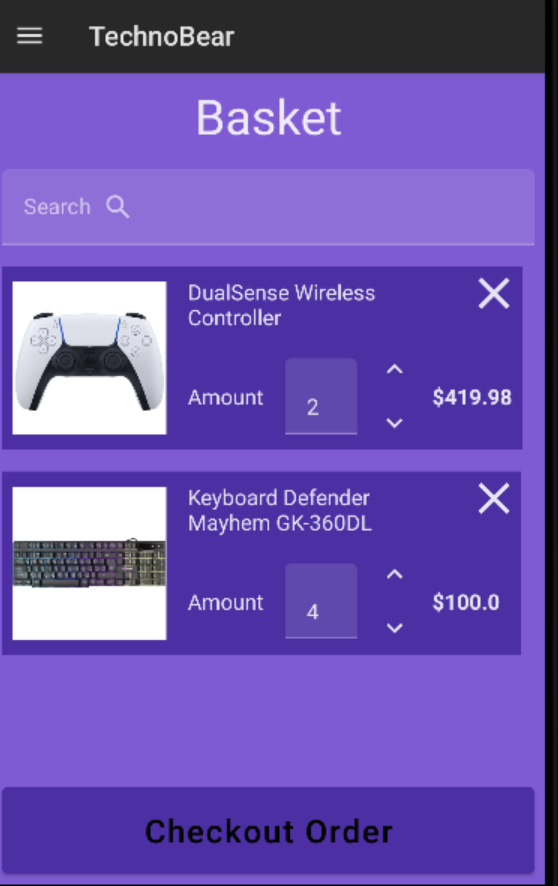 TechnoBear
Basket
Search
DualSense Wireless
Controller
Amount 2 $419.98
Keyboard Defender
Mayhem GK-360DL
Amount 4 $100.0
Checkout Order